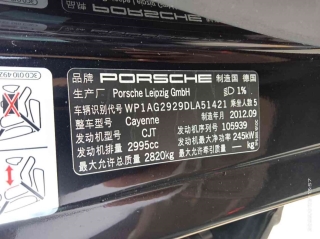 3CD010492
品牌 PORSCHE 制造国 德国
生产厂 Porsche Leipzig GmbH 1%
车辆识别代号 WP1AG2929DLA51421 乘坐人数 5
整车型号 Cayenne 制造年月 2012.09
发动机型号 CJT 发动机号 105939
发动机排量 2995cc 发动机最大净功率 245kW
最大允许总质量 2820kg 最大允许牵引质量 — kg